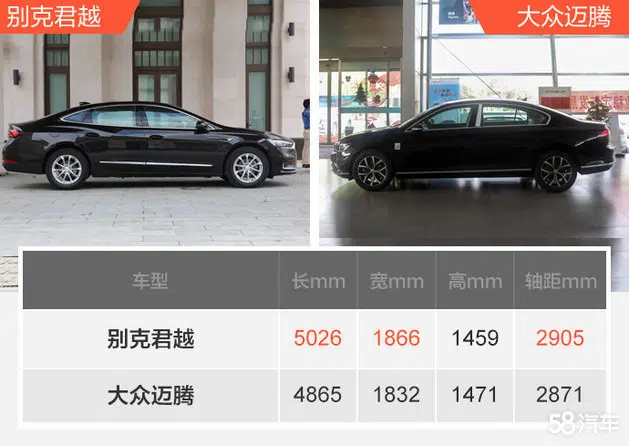 别克君越
大众迈腾
车型 长mm 宽mm 高mm 轴距mm
别克君越 5026 1866 1459 2905
大众迈腾 4865 1832 1471 2871
58汽车